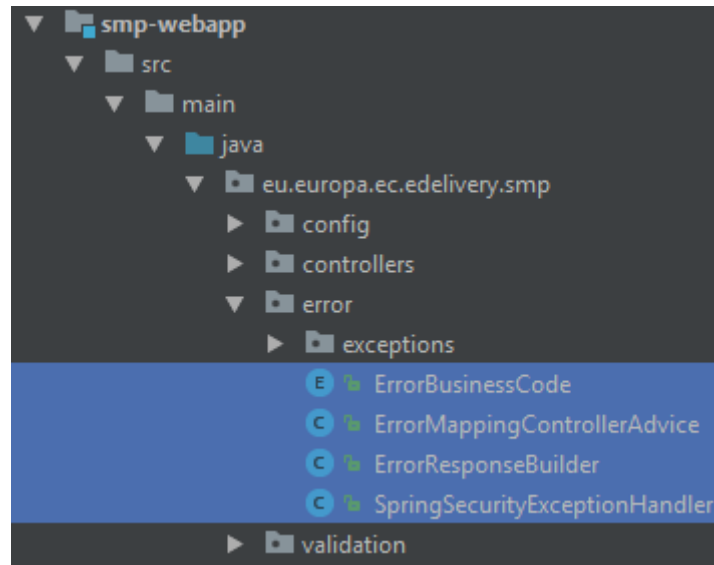 smp-webapp
src
main
java
eu.europa.ec.edelivery.smp
config
controllers
error
exceptions
E ErrorBusinessCode
C ErrorMappingControllerAdvice
C ErrorResponseBuilder
C SpringSecurityExceptionHandler
validation